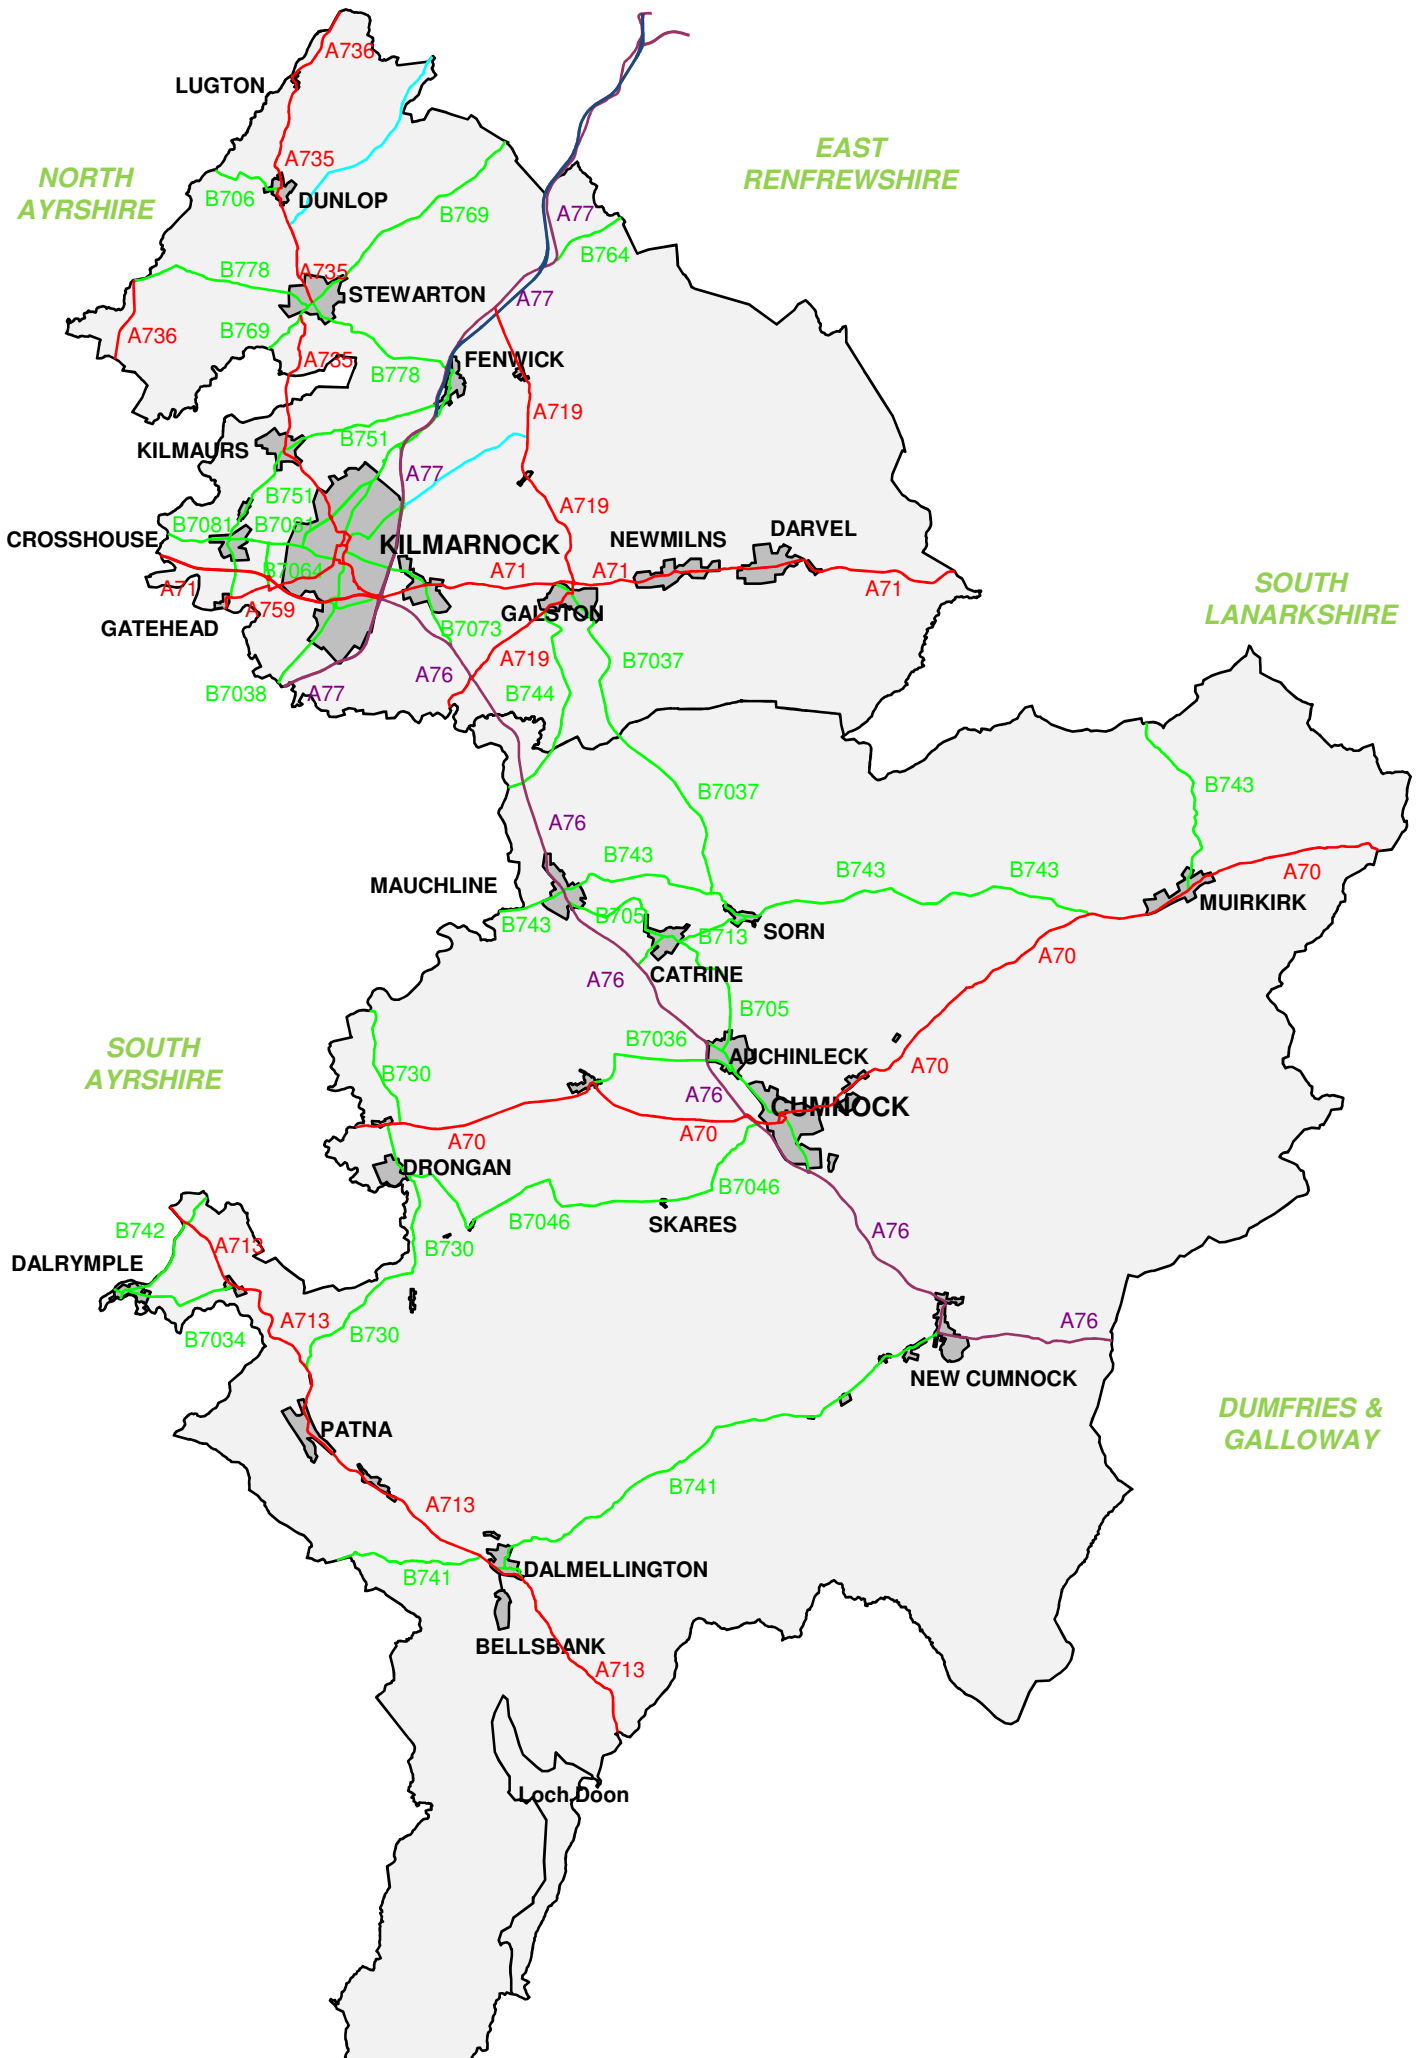 A736
LUGTON
EAST
RENFREWSHIRE
A735
NORTH
AYRSHIRE
B706
DUNLOP
B769
A77
B764
B778
A735
STEWARTON
A77
A736
B769
A735
B778
FENWICK
A719
B751
KILMAURS
A77
B751
A719
B7081
B7081
CROSSHOUSE
KILMARNOCK
NEWMILNS
DARVEL
B7064
A71
A71
A71
A71
SOUTH
LANARKSHIRE
A759
GATEHEAD
GALSTON
B7073
A719
B7037
A76
B7038
A77
B744
B7037
B743
A76
B743
B743
B743
A70
MAUCHLINE
MUIRKIRK
B705
B743
SORN
B713
A70
CATRINE
A76
B705
B7036
SOUTH
AYRSHIRE
AUCHINLECK
A70
B730
A76
CUMNOCK
A70
A70
DRONGAN
B7046
B7046
SKARES
B742
A76
B730
A713
DALRYMPLE
A713
A76
B7034
B730
NEW CUMNOCK
DUMFRIES &
GALLOWAY
PATNA
B741
A713
DALMELLINGTON
B741
BELLSBANK
A713
Loch Doon